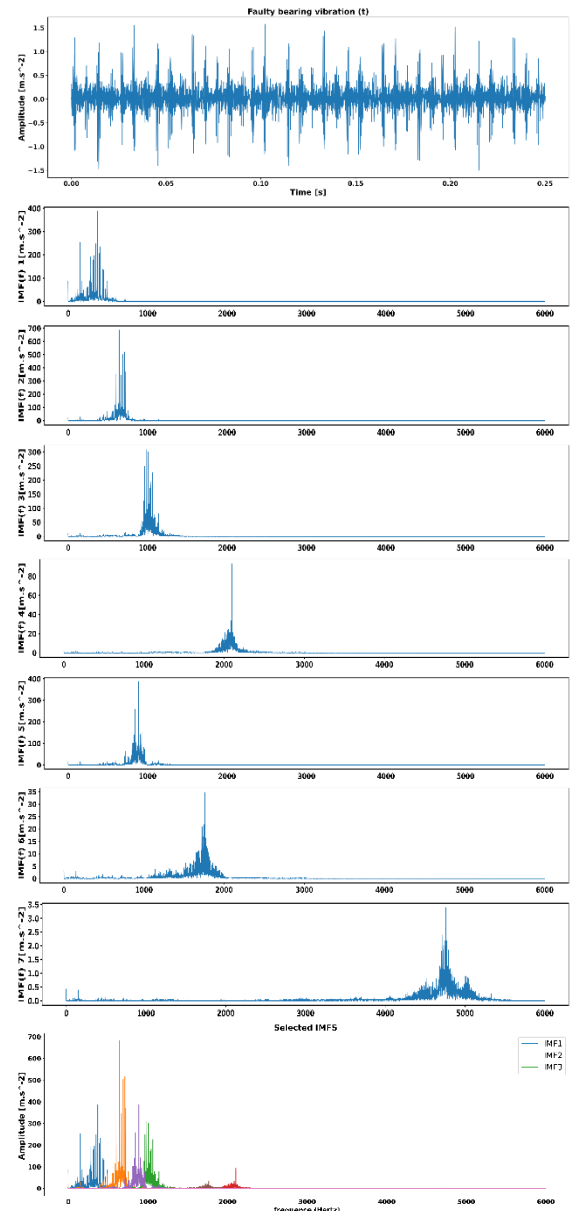 Faulty bearing vibration (t)
Amplitude [m.s^-2]
1.5
1.0
0.5
0.0
−0.5
−1.0
−1.5
0.00 0.05 0.10 0.15 0.20 0.25
Time [s]
IMF(f) 1[m.s^-2]
400
300
200
100
0
0 1000 2000 3000 4000 5000 6000
IMF(f) 2[m.s^-2]
700
600
500
400
300
200
100
0
0 1000 2000 3000 4000 5000 6000
IMF(f) 3[m.s^-2]
300
250
200
150
100
50
0
0 1000 2000 3000 4000 5000 6000
IMF(f) 4[m.s^-2]
80
60
40
20
0
0 1000 2000 3000 4000 5000 6000
IMF(f) 5[m.s^-2]
400
300
200
100
0
0 1000 2000 3000 4000 5000 6000
IMF(f) 6[m.s^-2]
35
30
25
20
15
10
5
0
0 1000 2000 3000 4000 5000 6000
IMF(f) 7[m.s^-2]
3.5
3.0
2.5
2.0
1.5
1.0
0.5
0.0
0 1000 2000 3000 4000 5000 6000
Selected IMFS
Amplitude [m.s^-2]
700
600
500
400
300
200
100
0
IMF1
IMF2
IMF3
0 1000 2000 3000 4000 5000 6000
frequence (Hertz)